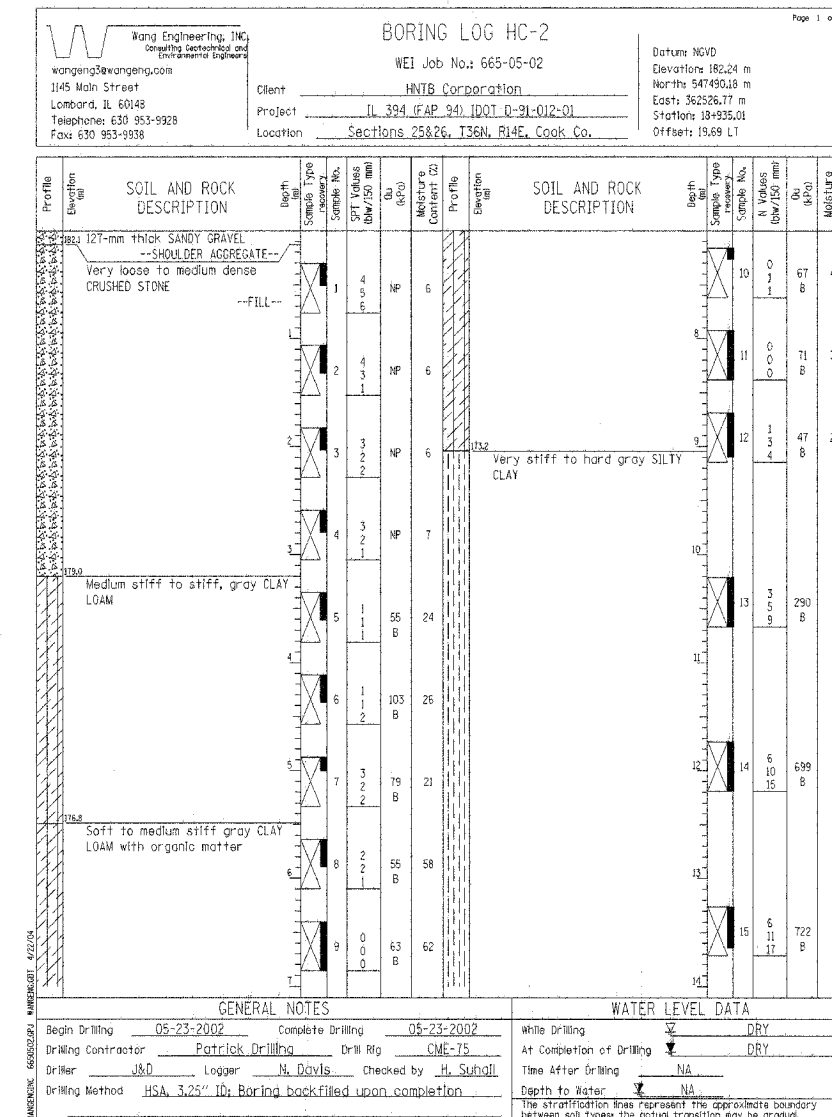 Page 1 o
Wang Engineering, INC.
Consulting Geotechnical and
Environmental Engineers
wangeng3@wangeng.com
1145 Main Street
Lombard, IL 60148
Telephone: 630 953-9928
Fax: 630 953-9938
BORING LOG HC-2
WEI Job No.: 665-05-02
Client HNTB Corporation
Project IL 394 (FAP 94) IDOT D-91-012-01
Location Sections 25&26, T36N, R14E, Cook Co.
Datum: NGVD
Elevation: 182.24 m
North: 547490.18 m
East: 362526.77 m
Station: 18+935.01
Offset: 19.69 LT
Profile Elevation (m) SOIL AND ROCK DESCRIPTION Depth (m) Sample Type recovery Sample No. SPT Values (blw/150 mm) Qu (kPa) Moisture Content (%)
Profile Elevation (m) SOIL AND ROCK DESCRIPTION Depth (m) Sample Type recovery Sample No. N Values (blw/150 mm) Qu (kPa) Moisture
182.1 127-mm thick SANDY GRAVEL
--SHOULDER AGGREGATE--
Very loose to medium dense
CRUSHED STONE
--FILL--
1 4 5 6 NP 6
1
2 4 3 1 NP 6
2
3 3 2 2 NP 6
4 3 2 1 NP 7
3
179.0
Medium stiff to stiff, gray CLAY
LOAM
5 1 1 1 55 B 24
4
6 1 1 2 103 B 26
5
7 3 2 2 79 B 21
176.8
Soft to medium stiff gray CLAY
LOAM with organic matter
8 2 2 1 55 B 58
6
9 0 0 0 63 B 62
7
10 0 1 1 67 B
8
11 0 0 0 71 B
9
12 1 3 4 47 B
173.2
Very stiff to hard gray SILTY
CLAY
10
13 3 5 9 290 B
11
12
14 6 10 15 699 B
13
15 6 11 17 722 B
14
GENERAL NOTES
Begin Drilling 05-23-2002 Complete Drilling 05-23-2002
Drilling Contractor Patrick Drilling Drill Rig CME-75
Driller J&D Logger N. Davis Checked by H. Suhail
Drilling Method HSA, 3.25" ID; Boring backfilled upon completion
WATER LEVEL DATA
While Drilling DRY
At Completion of Drilling DRY
Time After Drilling NA
Depth to Water NA
The stratification lines represent the approximate boundary
between soil types; the actual transition may be gradual.
WANGENGINC 6650502.GPJ WANGENG.GDT 4/22/04